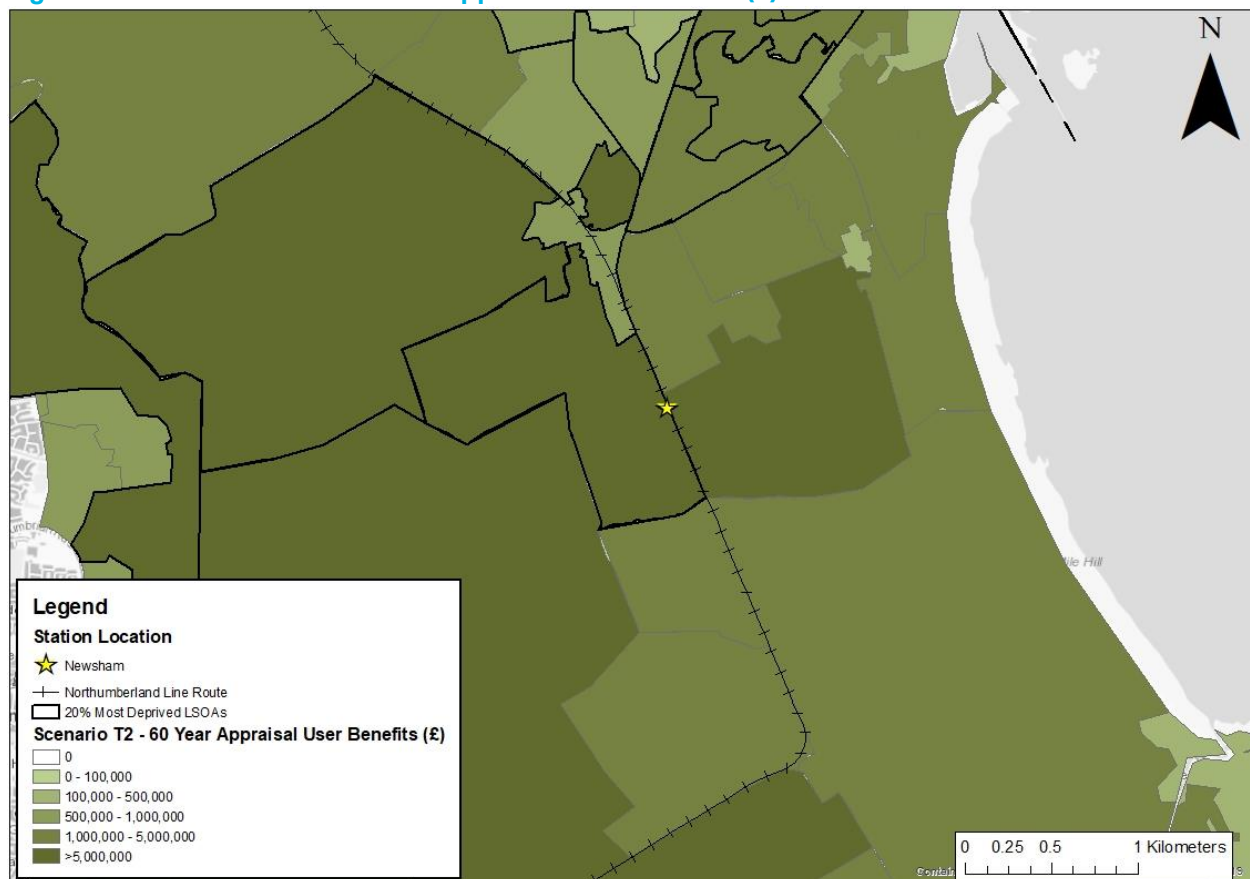 N
ile Hill
Legend
Station Location
Newsham
Northumberland Line Route
20% Most Deprived LSOAs
Scenario T2 - 60 Year Appraisal User Benefits (£)
0
0 - 100,000
100,000 - 500,000
500,000 - 1,000,000
1,000,000 - 5,000,000
>5,000,000
0 0.25 0.5 1 Kilometers